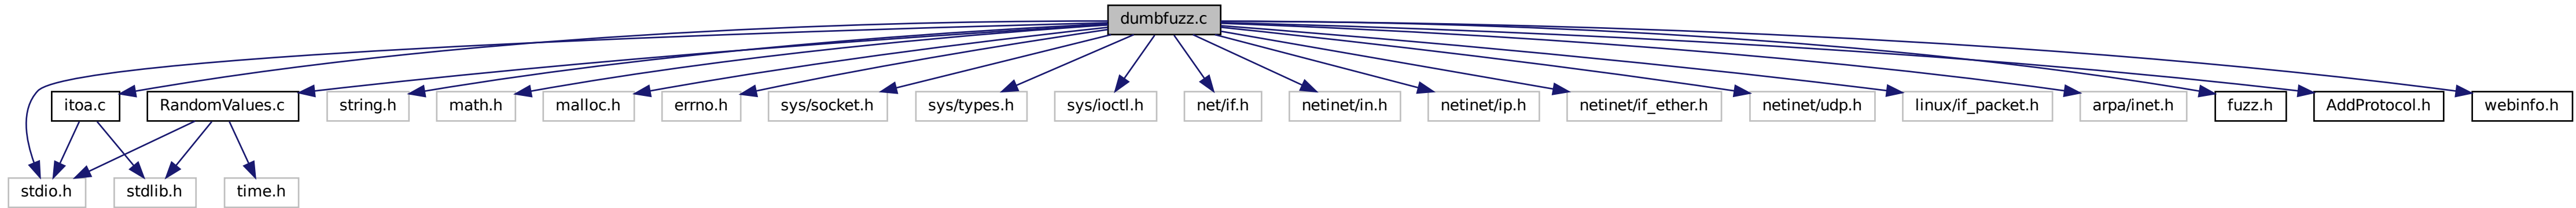 dumbfuzz.c
itoa.c
RandomValues.c
string.h
math.h
malloc.h
errno.h
sys/socket.h
sys/types.h
sys/ioctl.h
net/if.h
netinet/in.h
netinet/ip.h
netinet/if_ether.h
netinet/udp.h
linux/if_packet.h
arpa/inet.h
fuzz.h
AddProtocol.h
webinfo.h
stdio.h
stdlib.h
time.h